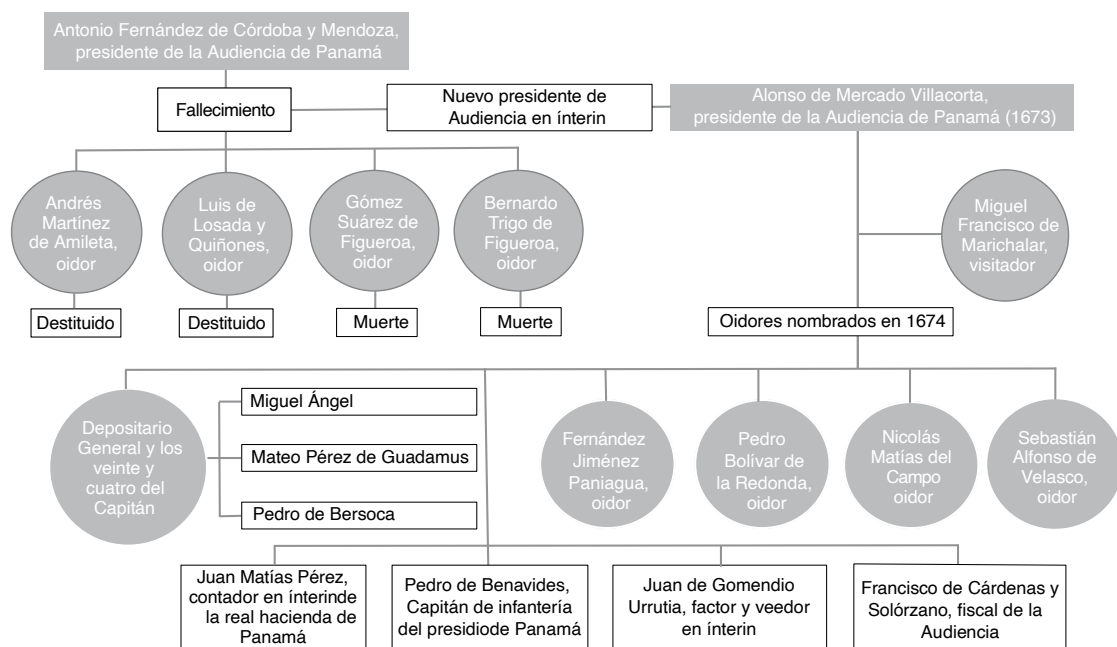 Antonio Fernández de Córdoba y Mendoza,
presidente de la Audiencia de Panamá
Fallecimiento
Nuevo presidente de
Audiencia en ínterin
Alonso de Mercado Villacorta,
presidente de la Audiencia de Panamá (1673)
Andrés
Martínez
de Amileta,
oidor
Luis de
Losada y
Quiñones,
oidor
Gómez
Suárez de
Figueroa,
oidor
Bernardo
Trigo de
Figueroa,
oidor
Miguel
Francisco de
Marichalar,
visitador
Destituido
Destituido
Muerte
Muerte
Oidores nombrados en 1674
Depositario
General y los
veinte y
cuatro del
Capitán
Miguel Ángel
Mateo Pérez de Guadamus
Pedro de Bersoca
Fernández
Jiménez
Paniagua,
oidor
Pedro
Bolívar de
la Redonda,
oidor
Nicolás
Matías del
Campo
oidor
Sebastián
Alfonso de
Velasco,
oidor
Juan Matías Pérez,
contador en ínterinde
la real hacienda de
Panamá
Pedro de Benavides,
Capitán de infantería
del presidiode Panamá
Juan de Gomendio
Urrutia, factor y veedor
en ínterin
Francisco de Cárdenas y
Solórzano, fiscal de la
Audiencia